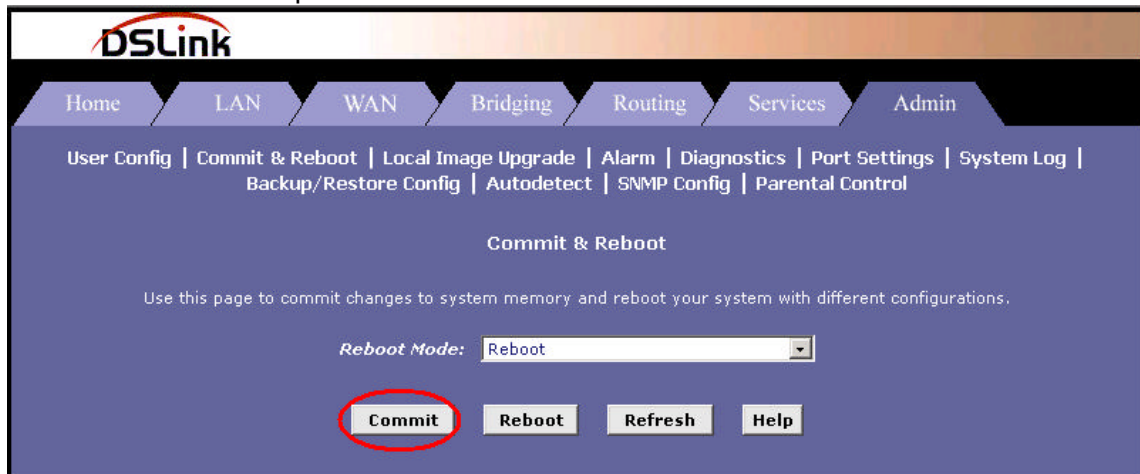 DSLink
Home LAN WAN Bridging Routing Services Admin
User Config | Commit & Reboot | Local Image Upgrade | Alarm | Diagnostics | Port Settings | System Log |
Backup/Restore Config | Autodetect | SNMP Config | Parental Control
Commit & Reboot
Use this page to commit changes to system memory and reboot your system with different configurations.
Reboot Mode: Reboot
Commit Reboot Refresh Help